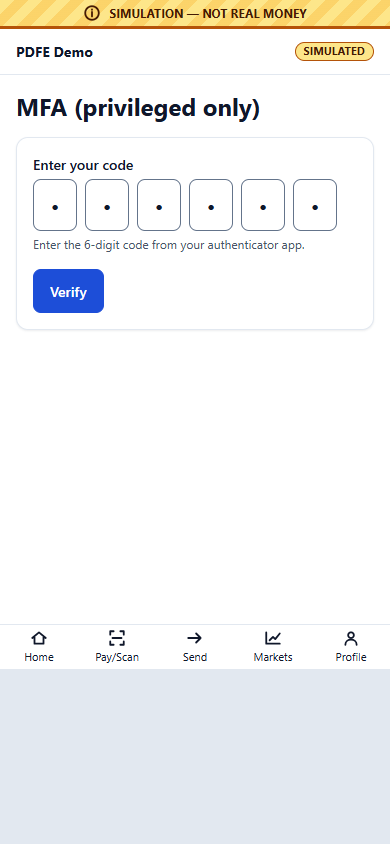 SIMULATION — NOT REAL MONEY
PDFE Demo
SIMULATED
MFA (privileged only)
Enter your code
• • • • • •
Enter the 6-digit code from your authenticator app.
Verify
Home
Pay/Scan
Send
Markets
Profile